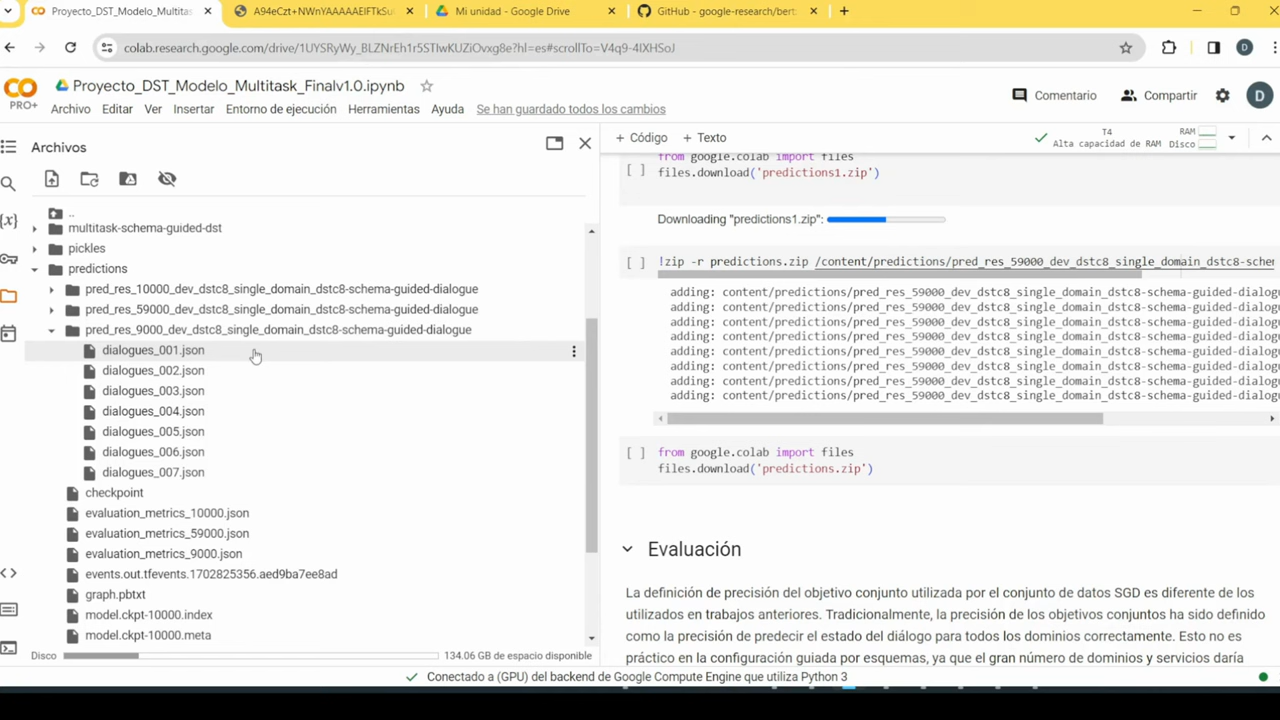 Proyecto_DST_Modelo_Multitas
A94eCzt+NWnYAAAAAElFTkSu
Mi unidad - Google Drive
GitHub - google-research/bert
colab.research.google.com/drive/1UYSRyWy_BLZNrEh1r5STIwKUZiOvxg8e?hl=es#scrollTo=V4q9-4IXHSoJ
D
PRO+
Proyecto_DST_Modelo_Multitask_Finalv1.0.ipynb
Archivo Editar Ver Insertar Entorno de ejecución Herramientas Ayuda Se han guardado todos los cambios
Comentario Compartir D
Archivos
..
multitask-schema-guided-dst
pickles
predictions
pred_res_10000_dev_dstc8_single_domain_dstc8-schema-guided-dialogue
pred_res_59000_dev_dstc8_single_domain_dstc8-schema-guided-dialogue
pred_res_9000_dev_dstc8_single_domain_dstc8-schema-guided-dialogue
dialogues_001.json
dialogues_002.json
dialogues_003.json
dialogues_004.json
dialogues_005.json
dialogues_006.json
dialogues_007.json
checkpoint
evaluation_metrics_10000.json
evaluation_metrics_59000.json
evaluation_metrics_9000.json
events.out.tfevents.1702825356.aed9ba7ee8ad
graph.pbtxt
model.ckpt-10000.index
model.ckpt-10000.meta
Disco 134.06 GB de espacio disponible
+ Código + Texto
T4
Alta capacidad de RAM
RAM
Disco
from google.colab import files
[ ] files.download('predictions1.zip')
Downloading "predictions1.zip":
[ ] !zip -r predictions.zip /content/predictions/pred_res_59000_dev_dstc8_single_domain_dstc8-sche
adding: content/predictions/pred_res_59000_dev_dstc8_single_domain_dstc8-schema-guided-dialogu
adding: content/predictions/pred_res_59000_dev_dstc8_single_domain_dstc8-schema-guided-dialogu
adding: content/predictions/pred_res_59000_dev_dstc8_single_domain_dstc8-schema-guided-dialogu
adding: content/predictions/pred_res_59000_dev_dstc8_single_domain_dstc8-schema-guided-dialogu
adding: content/predictions/pred_res_59000_dev_dstc8_single_domain_dstc8-schema-guided-dialogu
adding: content/predictions/pred_res_59000_dev_dstc8_single_domain_dstc8-schema-guided-dialogu
adding: content/predictions/pred_res_59000_dev_dstc8_single_domain_dstc8-schema-guided-dialogu
adding: content/predictions/pred_res_59000_dev_dstc8_single_domain_dstc8-schema-guided-dialogu
[ ] from google.colab import files
files.download('predictions.zip')
Evaluación
La definición de precisión del objetivo conjunto utilizada por el conjunto de datos SGD es diferente de los
utilizados en trabajos anteriores. Tradicionalmente, la precisión de los objetivos conjuntos ha sido definido
como la precisión de predecir el estado del diálogo para todos los dominios correctamente. Esto no es
práctico en la configuración guiada por esquemas, ya que el gran número de dominios y servicios daría
Conectado a (GPU) del backend de Google Compute Engine que utiliza Python 3